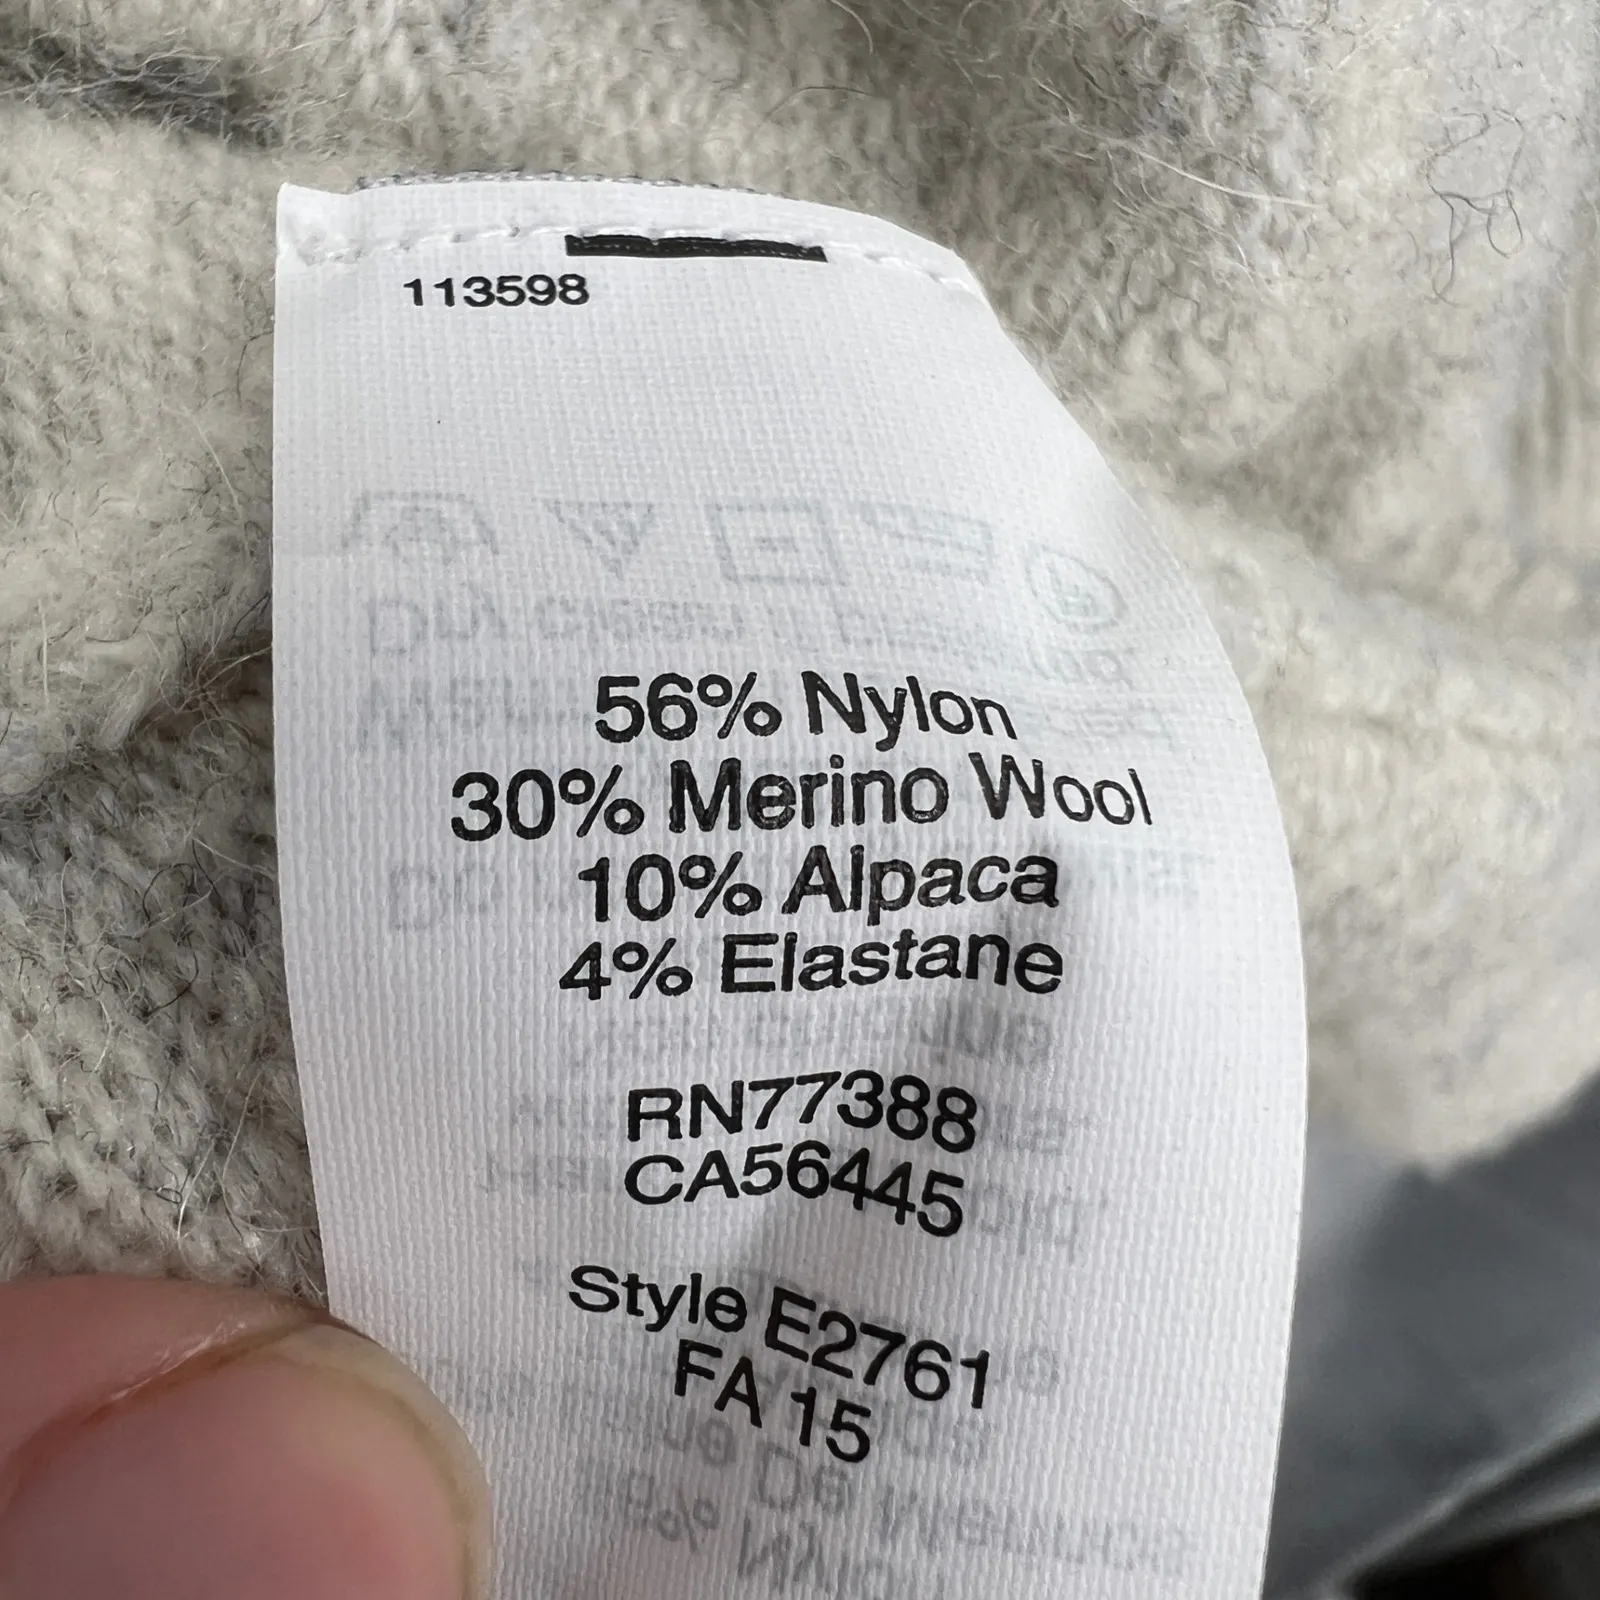 113598
56% Nylon
30% Merino Wool
10% Alpaca
4% Elastane
RN77388
CA56445
Style E2761
FA 15